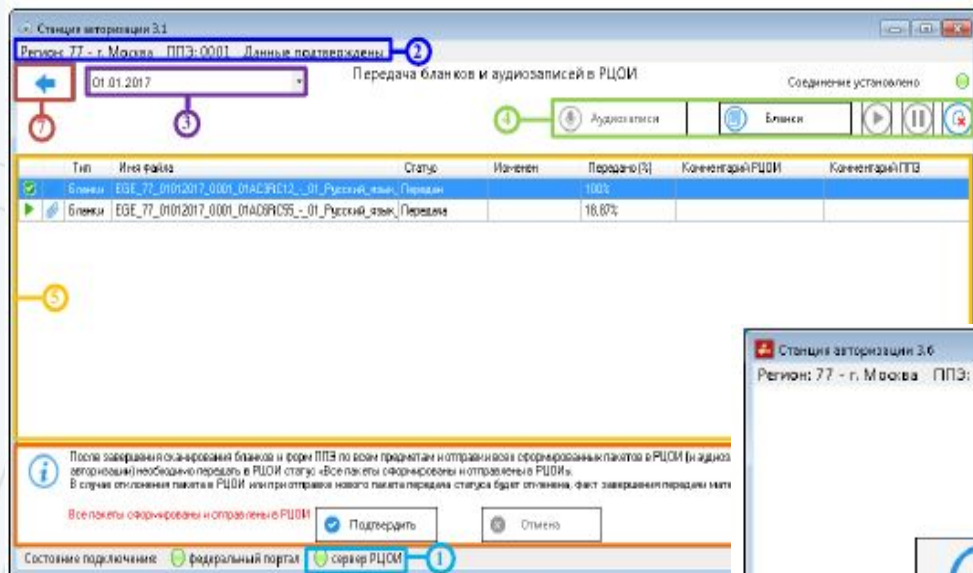 Станция авторизации 3.1
Регион: 77 - г. Москва ППЭ: 0001 Данные подтверждены
2
01.01.2017
Передача бланков и аудиозаписей в РЦОИ
Соединение установлено
7
3
4
Аудиозаписи
Бланки
Тип Имя файла Статус Изменен Передано (%) Комментарий РЦОИ Комментарий ППЭ
Бланки EGE_77_01012017_0001_01AC9RC12_-_01_Русский_язык_ Передан 100%
Бланки EGE_77_01012017_0001_01AC6RC55_-_01_Русский_язык_ Передача 18,87%
5
Станция авторизации 3.6
Регион: 77 - г. Москва ППЭ:
После завершения сканирования бланков и форм ППЭ по всем предметам и отправки всех сформированных пакетов в РЦОИ (и аудиоз
авторизации) необходимо передать в РЦОИ статус «Все пакеты сформированы и отправлены в РЦОИ».
В случае отклонения пакета в РЦОИ или при отправке нового пакета передача статуса будет отменена, факт завершения передачи мате
Все пакеты сформированы и отправлены в РЦОИ
Подтвердить
Отмена
Состояние подключения: федеральный портал сервер РЦОИ
1